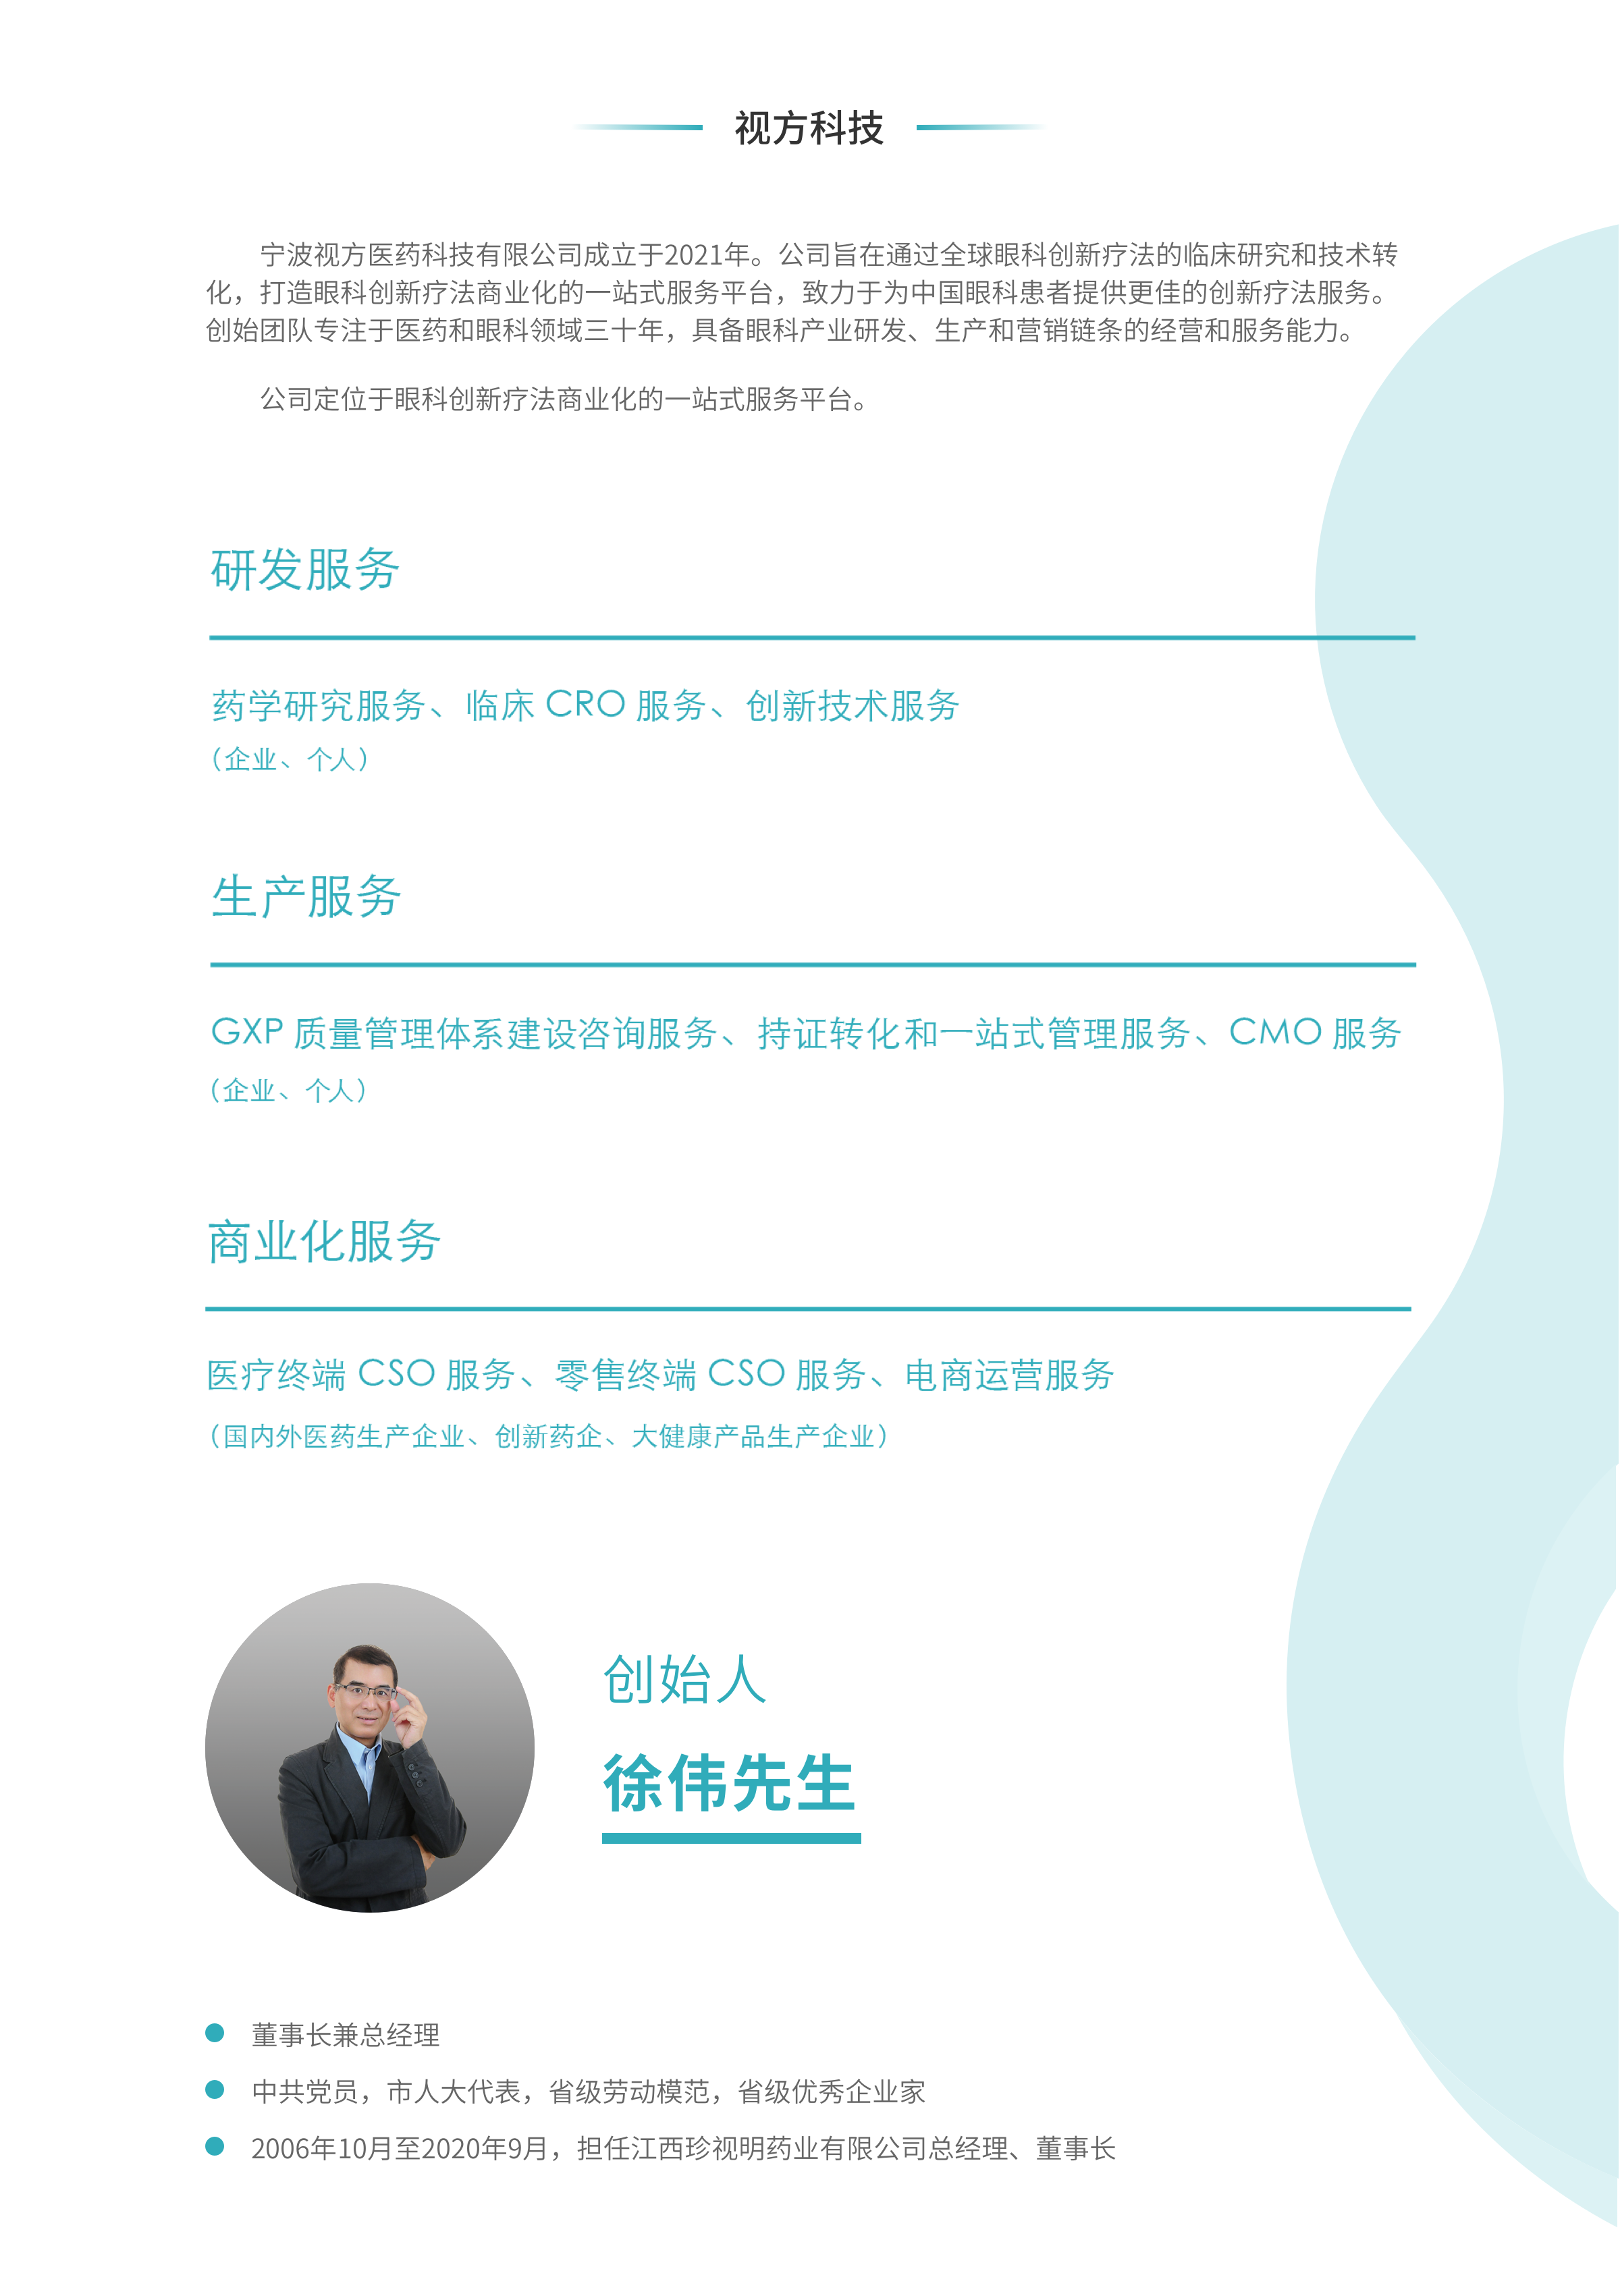 视方科技
宁波视方医药科技有限公司成立于2021年。公司旨在通过全球眼科创新疗法的临床研究和技术转
化，打造眼科创新疗法商业化的一站式服务平台，致力于为中国眼科患者提供更佳的创新疗法服务。
创始团队专注于医药和眼科领域三十年，具备眼科产业研发、生产和营销链条的经营和服务能力。
公司定位于眼科创新疗法商业化的一站式服务平台。
研发服务
药学研究服务、临床 CRO 服务、创新技术服务
（企业、个人）
生产服务
GXP 质量管理体系建设咨询服务、持证转化和一站式管理服务、CMO 服务
（企业、个人）
商业化服务
医疗终端 CSO 服务、零售终端 CSO 服务、电商运营服务
（国内外医药生产企业、创新药企、大健康产品生产企业）
创始人
徐伟先生
董事长兼总经理
中共党员，市人大代表，省级劳动模范，省级优秀企业家
2006年10月至2020年9月，担任江西珍视明药业有限公司总经理、董事长